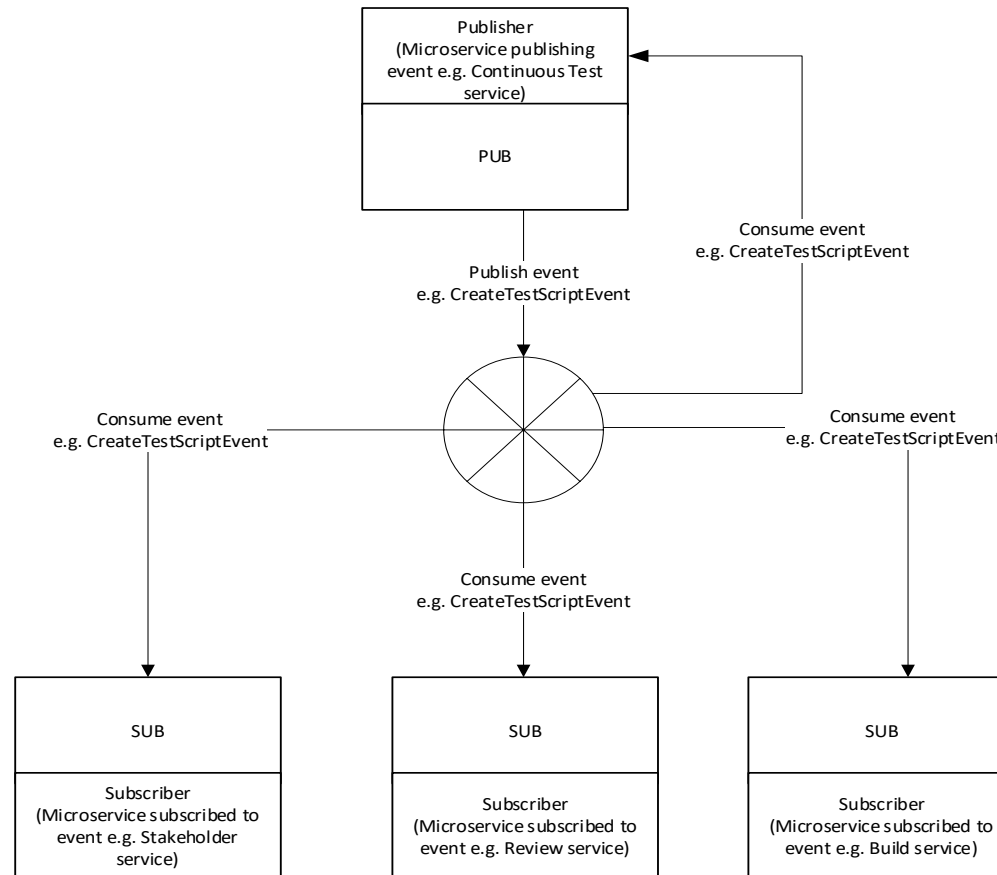 Publisher
(Microservice publishing
event e.g. Continuous Test
service)
PUB
Consume event
e.g. CreateTestScriptEvent
Publish event
e.g. CreateTestScriptEvent
Consume event
e.g. CreateTestScriptEvent
Consume event
e.g. CreateTestScriptEvent
Consume event
e.g. CreateTestScriptEvent
SUB
Subscriber
(Microservice subscribed to
event e.g. Stakeholder
service)
SUB
Subscriber
(Microservice subscribed to
event e.g. Review service)
SUB
Subscriber
(Microservice subscribed to
event e.g. Build service)